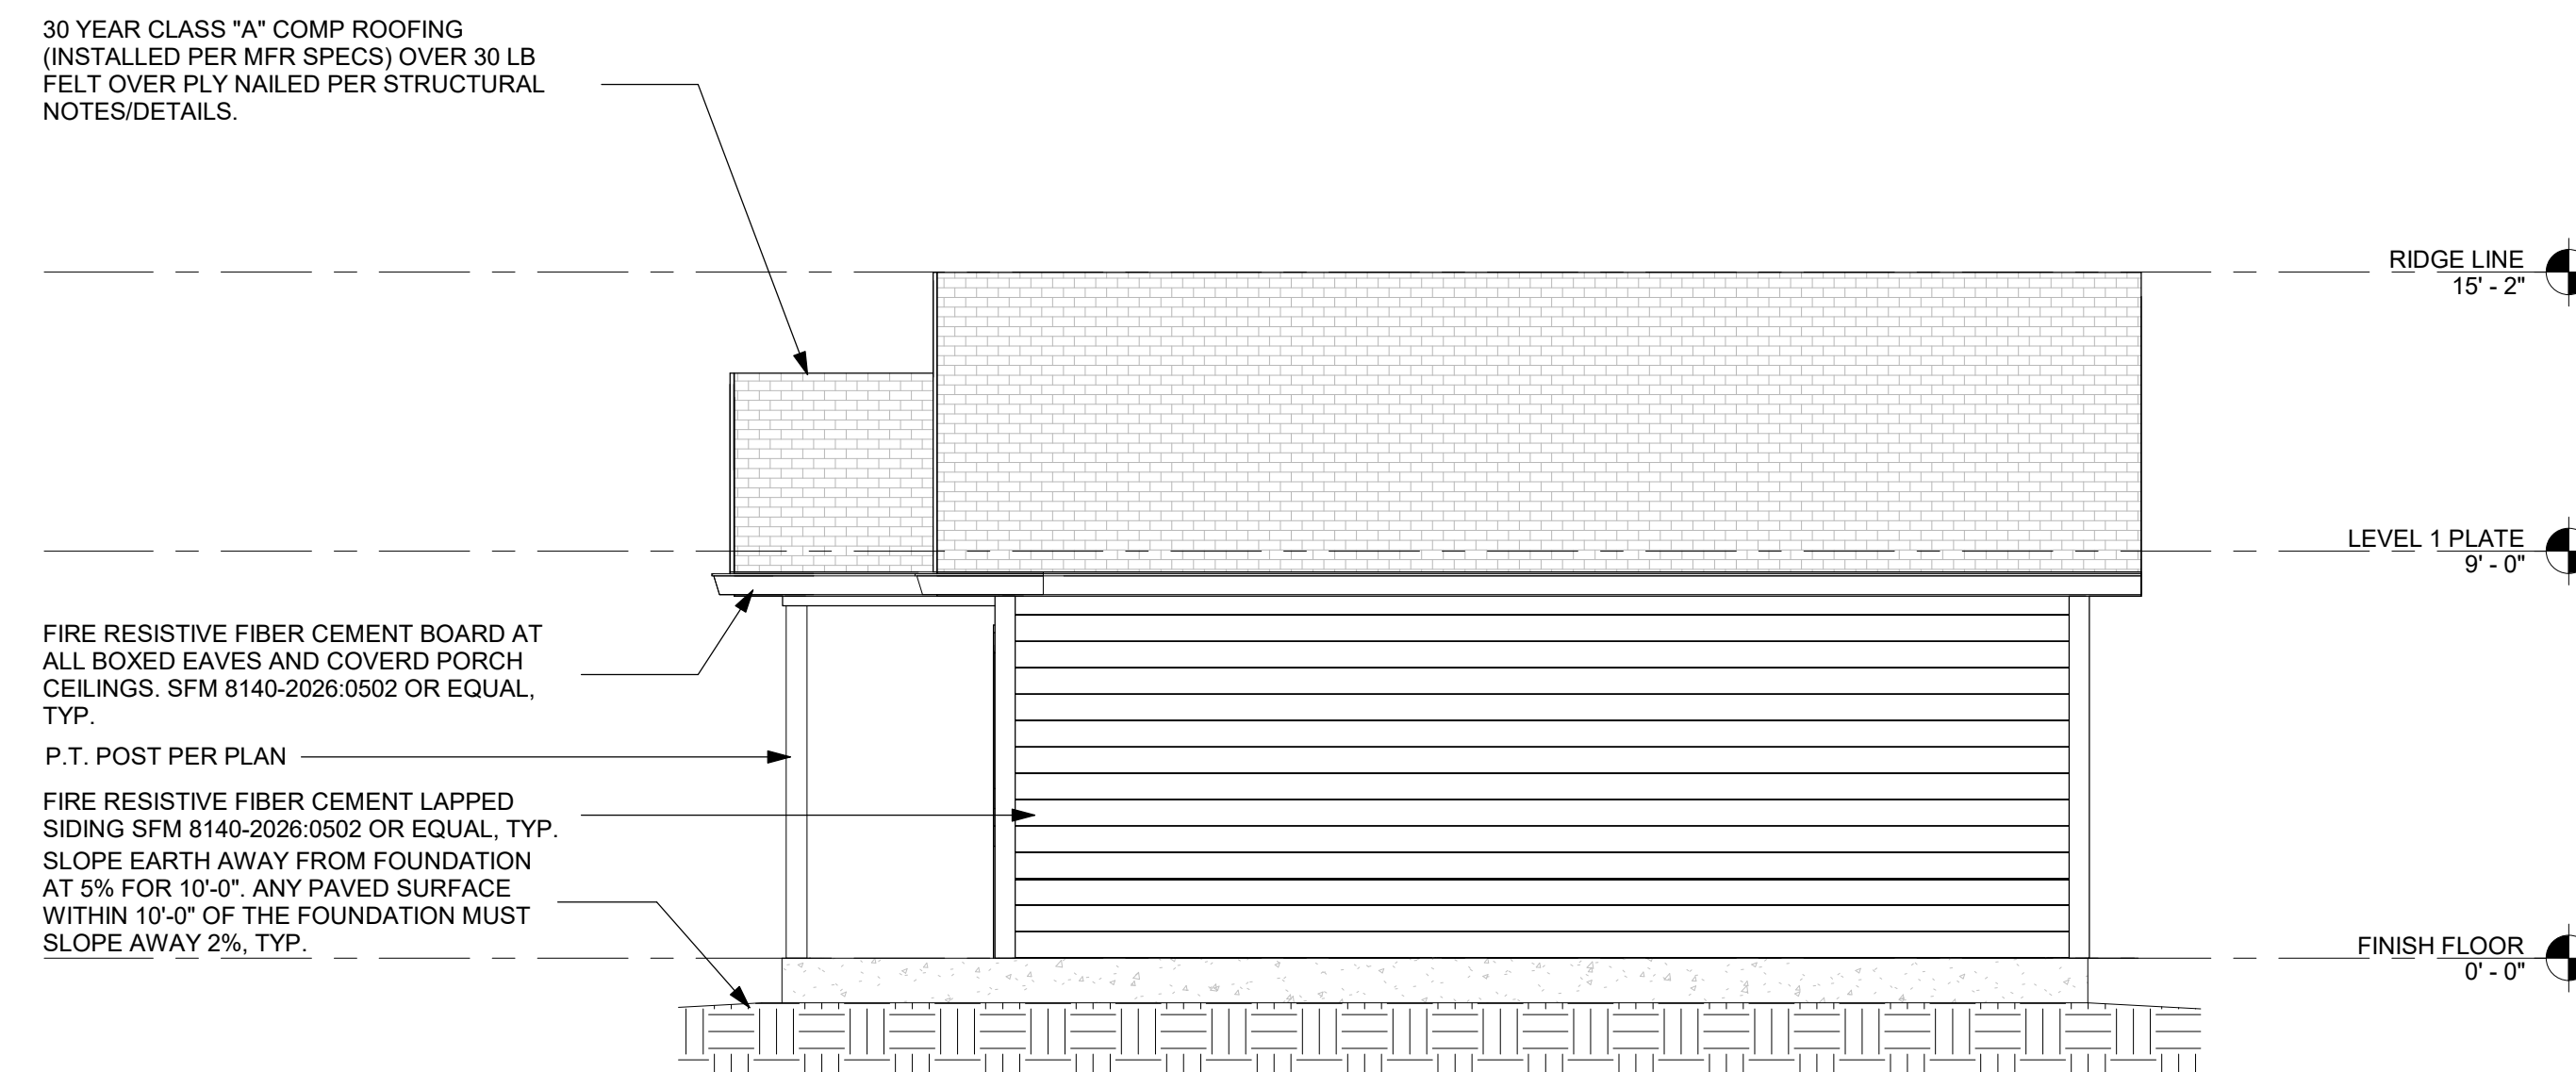 30 YEAR CLASS "A" COMP ROOFING
(INSTALLED PER MFR SPECS) OVER 30 LB
FELT OVER PLY NAILED PER STRUCTURAL
NOTES/DETAILS.
RIDGE LINE
15' - 2"
LEVEL 1 PLATE
9' - 0"
FIRE RESISTIVE FIBER CEMENT BOARD AT
ALL BOXED EAVES AND COVERD PORCH
CEILINGS. SFM 8140-2026:0502 OR EQUAL,
TYP.
P.T. POST PER PLAN
FIRE RESISTIVE FIBER CEMENT LAPPED
SIDING SFM 8140-2026:0502 OR EQUAL, TYP.
SLOPE EARTH AWAY FROM FOUNDATION
AT 5% FOR 10'-0". ANY PAVED SURFACE
WITHIN 10'-0" OF THE FOUNDATION MUST
SLOPE AWAY 2%, TYP.
FINISH FLOOR
0' - 0"